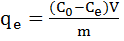 qₑ = (C₀−Cₑ)V / m